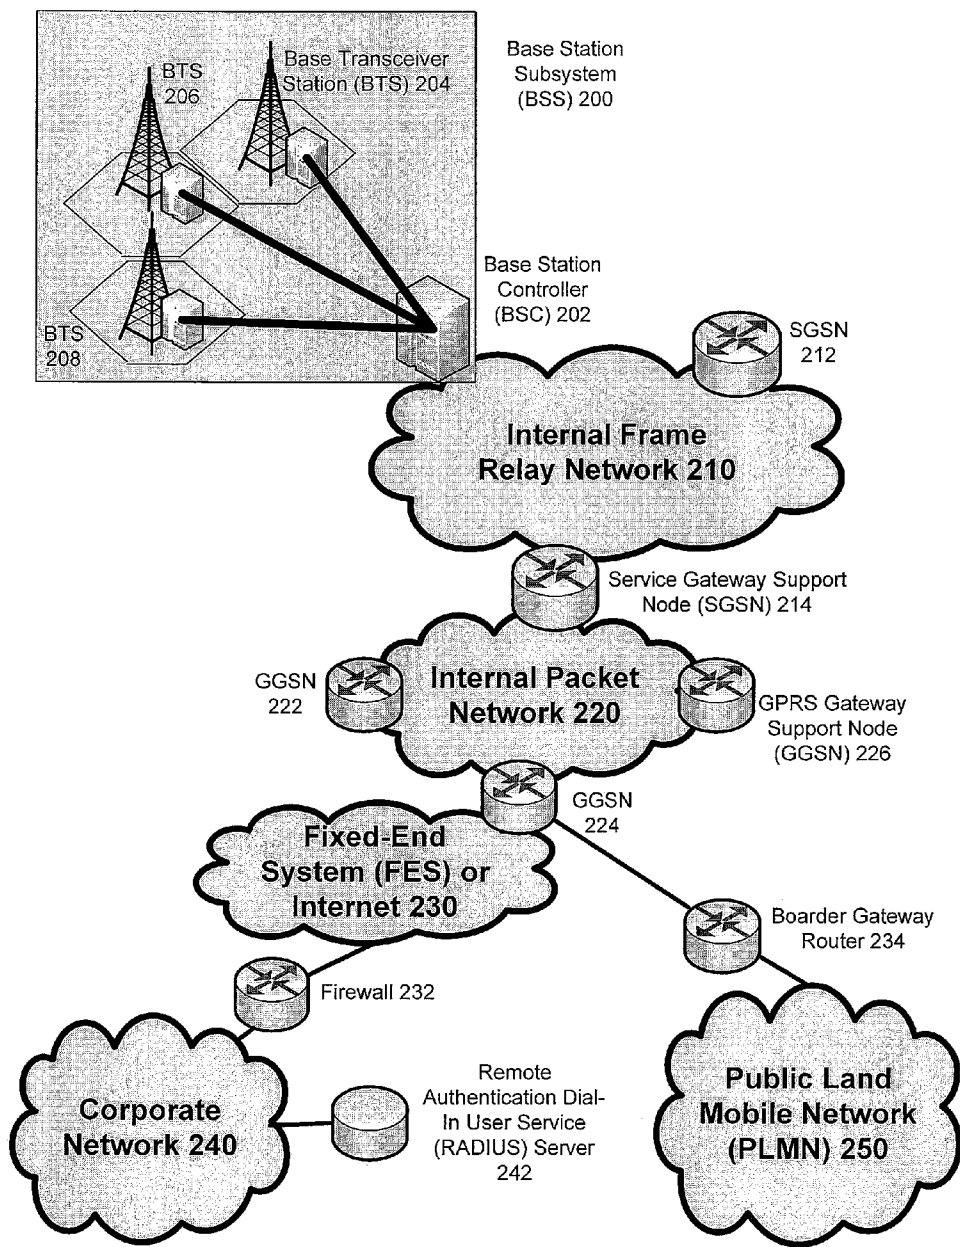 BTS
206
Base Transceiver
Station (BTS) 204
Base Station
Subsystem
(BSS) 200
Base Station
Controller
(BSC) 202
BTS
208
SGSN
212
Internal Frame
Relay Network 210
Service Gateway Support
Node (SGSN) 214
GGSN
222
Internal Packet
Network 220
GPRS Gateway
Support Node
(GGSN) 226
GGSN
224
Fixed-End
System (FES) or
Internet 230
Boarder Gateway
Router 234
Firewall 232
Corporate
Network 240
Remote
Authentication Dial-
In User Service
(RADIUS) Server
242
Public Land
Mobile Network
(PLMN) 250